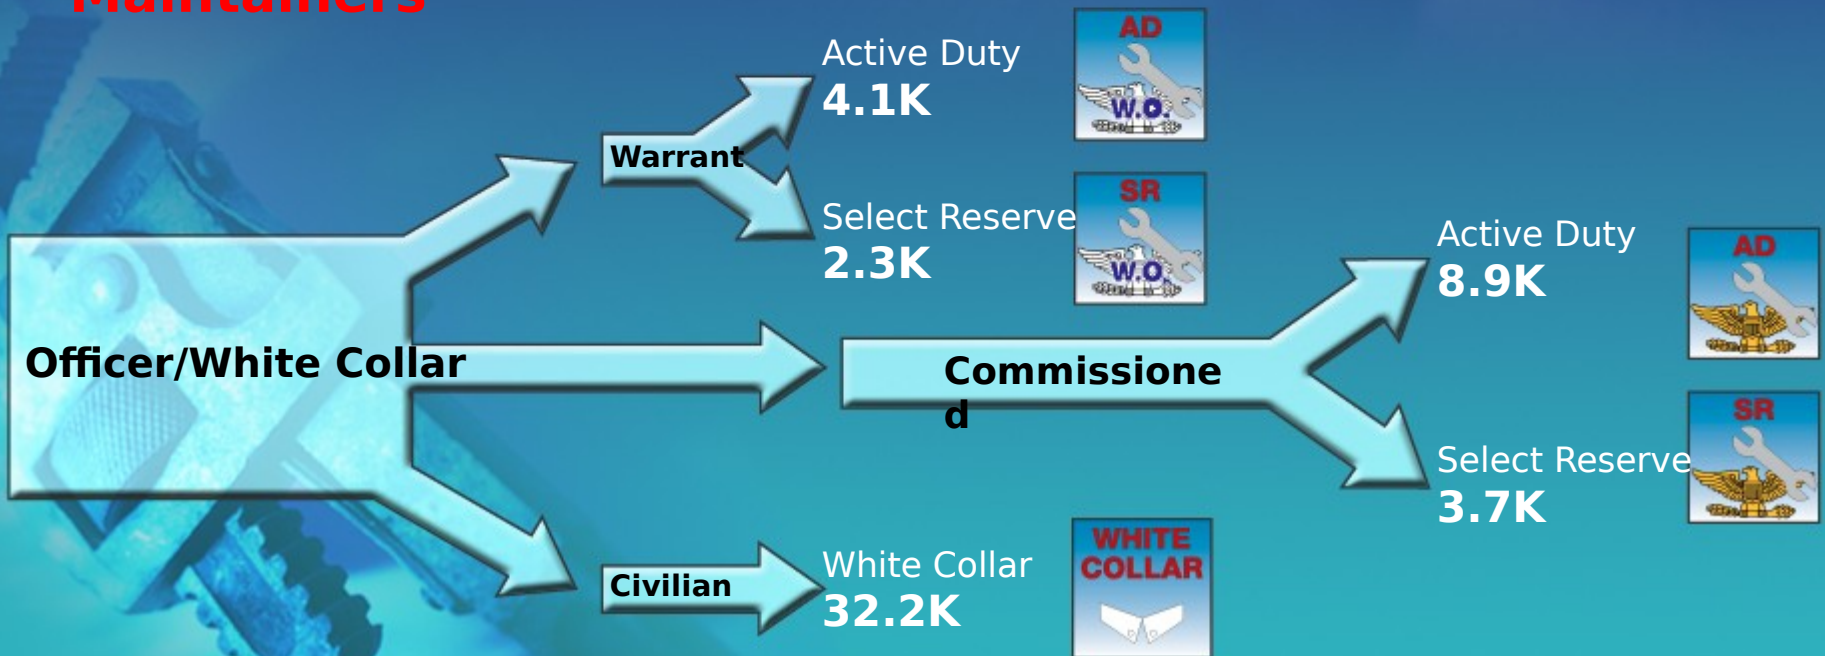 Maintainers
Active Duty
4.1K
AD
W.O.
Warrant
Select Reserve
2.3K
SR
W.O.
Officer/White Collar
Commissione
d
Active Duty
8.9K
AD
Select Reserve
3.7K
SR
Civilian
White Collar
32.2K
WHITE
COLLAR